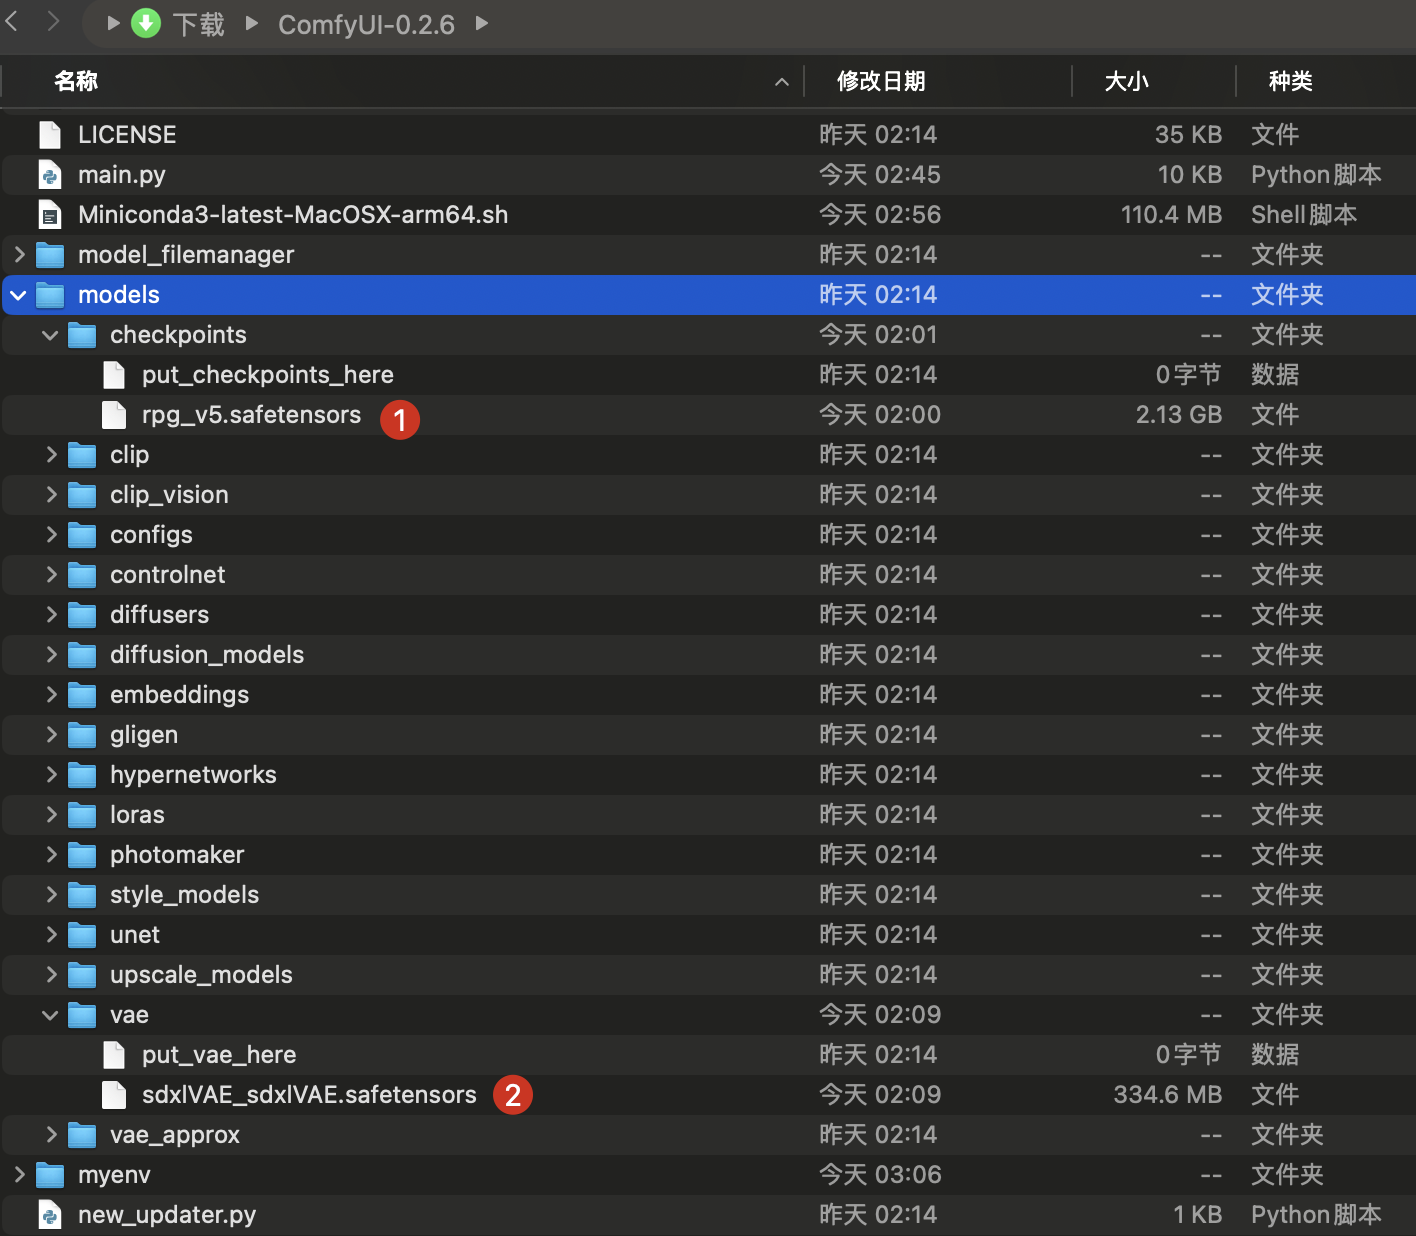 下载 ComfyUI-0.2.6
名称 修改日期 大小 种类
LICENSE 昨天 02:14 35 KB 文件
main.py 今天 02:45 10 KB Python脚本
Miniconda3-latest-MacOSX-arm64.sh 今天 02:56 110.4 MB Shell脚本
model_filemanager 昨天 02:14 -- 文件夹
models 昨天 02:14 -- 文件夹
checkpoints 今天 02:01 -- 文件夹
put_checkpoints_here 昨天 02:14 0字节 数据
rpg_v5.safetensors 1 今天 02:00 2.13 GB 文件
clip 昨天 02:14 -- 文件夹
clip_vision 昨天 02:14 -- 文件夹
configs 昨天 02:14 -- 文件夹
controlnet 昨天 02:14 -- 文件夹
diffusers 昨天 02:14 -- 文件夹
diffusion_models 昨天 02:14 -- 文件夹
embeddings 昨天 02:14 -- 文件夹
gligen 昨天 02:14 -- 文件夹
hypernetworks 昨天 02:14 -- 文件夹
loras 昨天 02:14 -- 文件夹
photomaker 昨天 02:14 -- 文件夹
style_models 昨天 02:14 -- 文件夹
unet 昨天 02:14 -- 文件夹
upscale_models 昨天 02:14 -- 文件夹
vae 今天 02:09 -- 文件夹
put_vae_here 昨天 02:14 0字节 数据
sdxlVAE_sdxlVAE.safetensors 2 今天 02:09 334.6 MB 文件
vae_approx 昨天 02:14 -- 文件夹
myenv 今天 03:06 -- 文件夹
new_updater.py 昨天 02:14 1 KB Python脚本